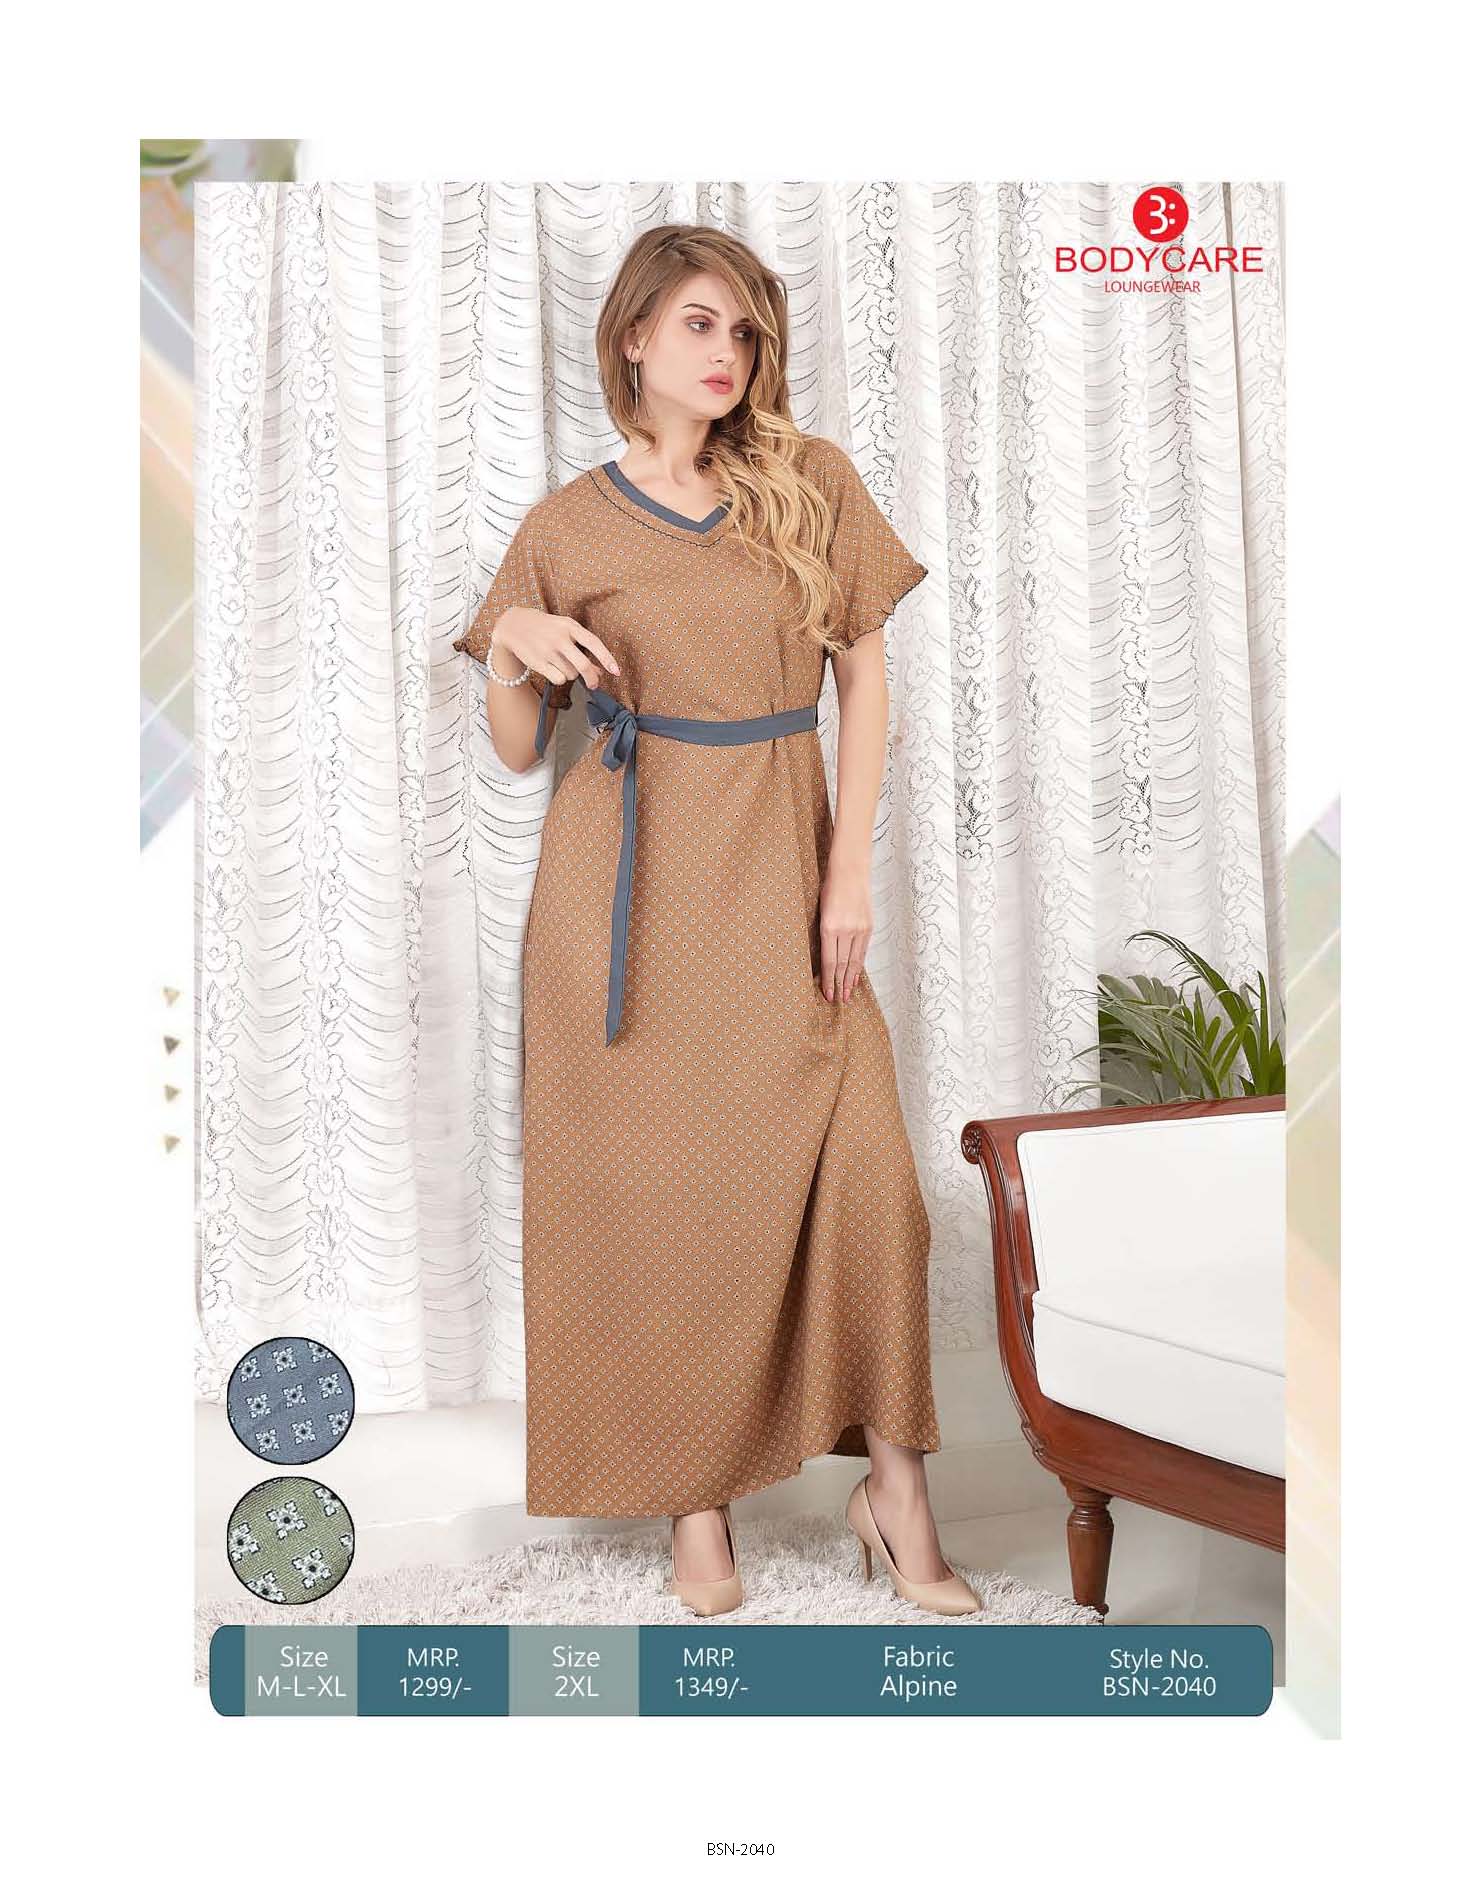 B:
BODYCARE
LOUNGEWEAR
Size
M-L-XL
MRP.
1299/-
Size
2XL
MRP.
1349/-
Fabric
Alpine
Style No.
BSN-2040
BSN-2040